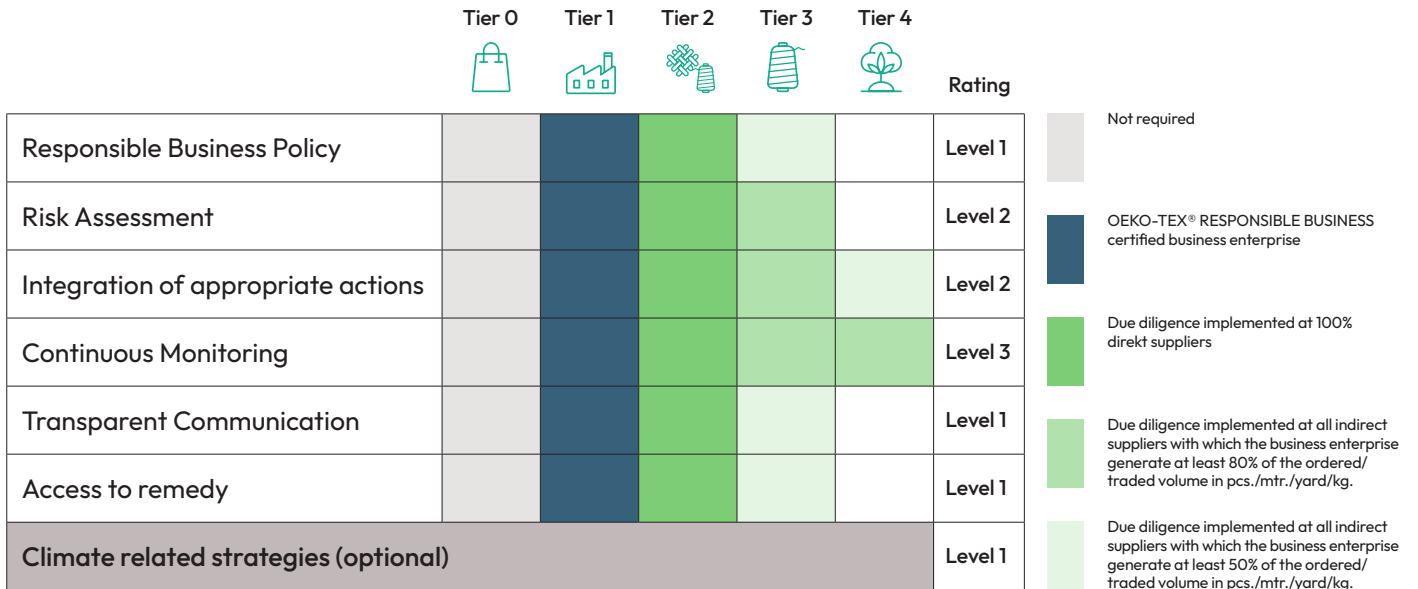 Tier 0 Tier 1 Tier 2 Tier 3 Tier 4
Rating
Responsible Business Policy Level 1
Risk Assessment Level 2
Integration of appropriate actions Level 2
Continuous Monitoring Level 3
Transparent Communication Level 1
Access to remedy Level 1
Climate related strategies (optional) Level 1
Not required
OEKO-TEX® RESPONSIBLE BUSINESS
certified business enterprise
Due diligence implemented at 100%
direkt suppliers
Due diligence implemented at all indirect
suppliers with which the business enterprise
generate at least 80% of the ordered/
traded volume in pcs./mtr./yard/kg.
Due diligence implemented at all indirect
suppliers with which the business enterprise
generate at least 50% of the ordered/
traded volume in pcs./mtr./yard/kg.